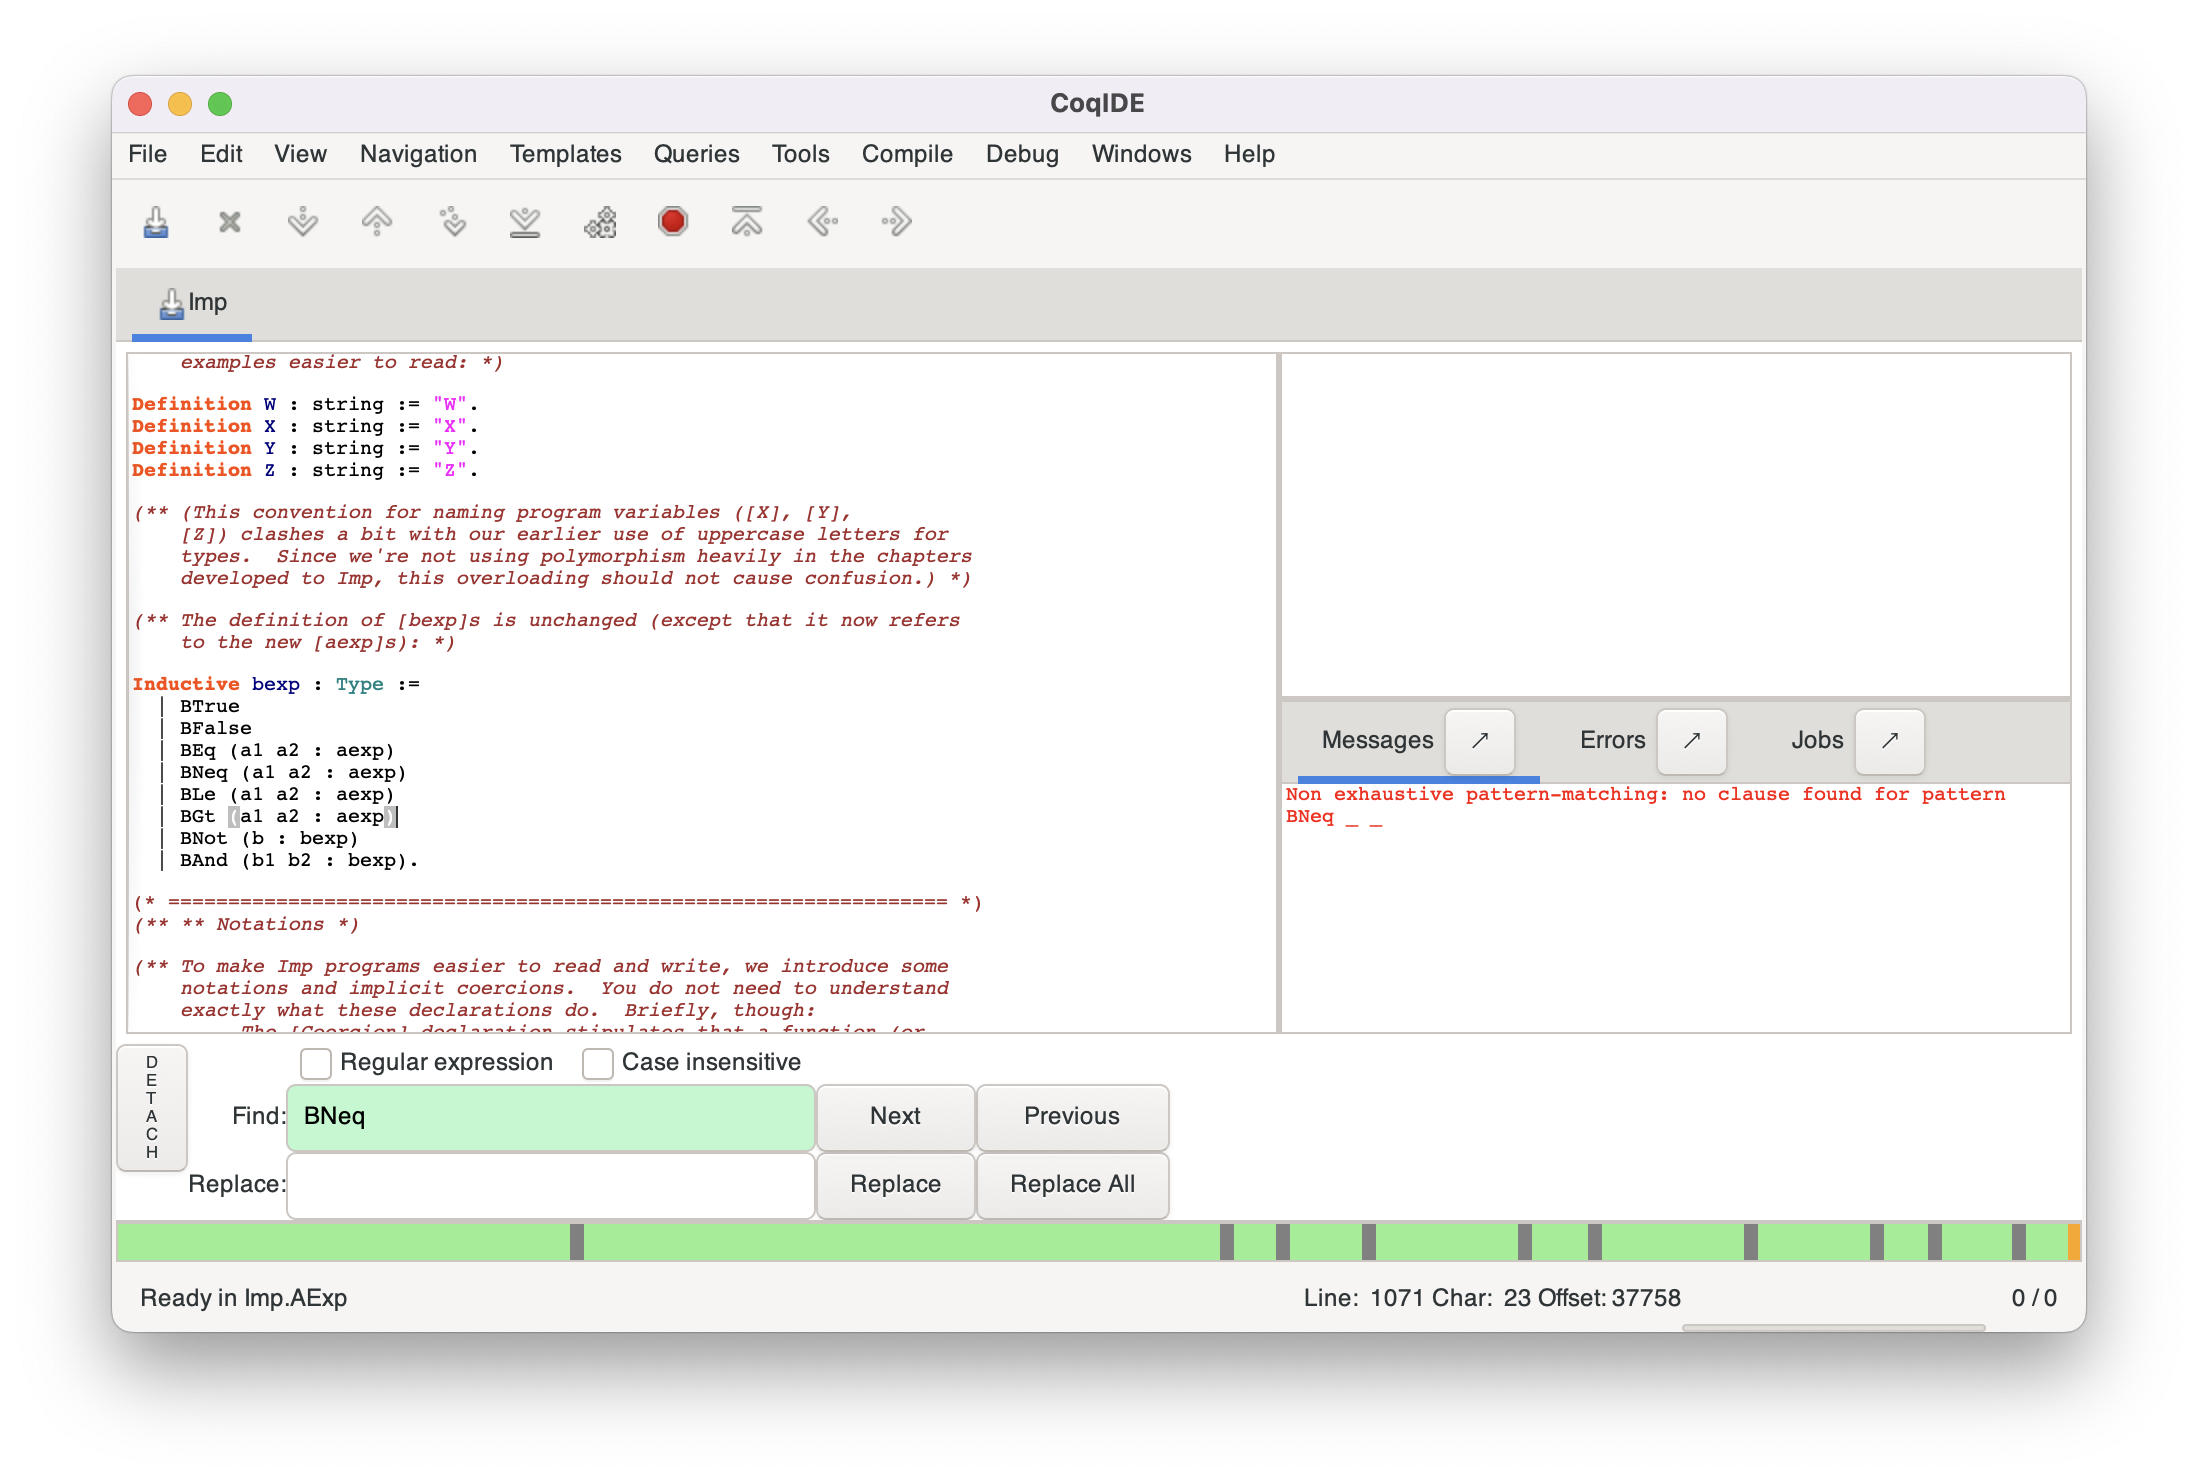 CoqIDE
File Edit View Navigation Templates Queries Tools Compile Debug Windows Help
Imp
examples easier to read: *)
Definition W : string := "W".
Definition X : string := "X".
Definition Y : string := "Y".
Definition Z : string := "Z".
(** (This convention for naming program variables ([X], [Y],
[Z]) clashes a bit with our earlier use of uppercase letters for
types.  Since we're not using polymorphism heavily in the chapters
developed to Imp, this overloading should not cause confusion.) *)
(** The definition of [bexp]s is unchanged (except that it now refers
to the new [aexp]s): *)
Inductive bexp : Type :=
| BTrue
| BFalse
| BEq (a1 a2 : aexp)
| BNeq (a1 a2 : aexp)
| BLe (a1 a2 : aexp)
| BGt (a1 a2 : aexp)
| BNot (b : bexp)
| BAnd (b1 b2 : bexp).
(* ================================================================= *)
(** ** Notations *)
(** To make Imp programs easier to read and write, we introduce some
notations and implicit coercions.  You do not need to understand
exactly what these declarations do.  Briefly, though:
The [Coercion] declaration stipulates that a function (or
Messages Errors Jobs
Non exhaustive pattern-matching: no clause found for pattern
BNeq _ _
DETACH
Regular expression Case insensitive
Find: BNeq Next Previous
Replace: Replace Replace All
Ready in Imp.AExp Line: 1071 Char: 23 Offset: 37758 0 / 0